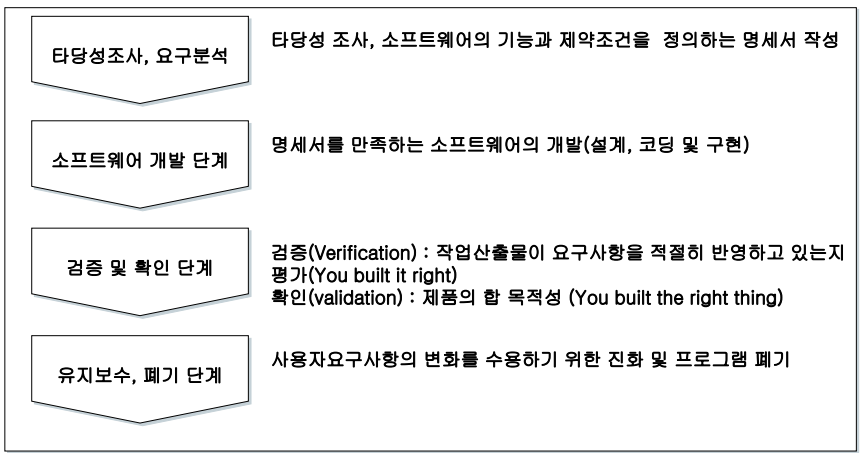 타당성조사, 요구분석
타당성 조사, 소프트웨어의 기능과 제약조건을 정의하는 명세서 작성
소프트웨어 개발 단계
명세서를 만족하는 소프트웨어의 개발(설계, 코딩 및 구현)
검증 및 확인 단계
검증(Verification) : 작업산출물이 요구사항을 적절히 반영하고 있는지
평가(You built it right)
확인(validation) : 제품의 합 목적성 (You built the right thing)
유지보수, 폐기 단계
사용자요구사항의 변화를 수용하기 위한 진화 및 프로그램 폐기